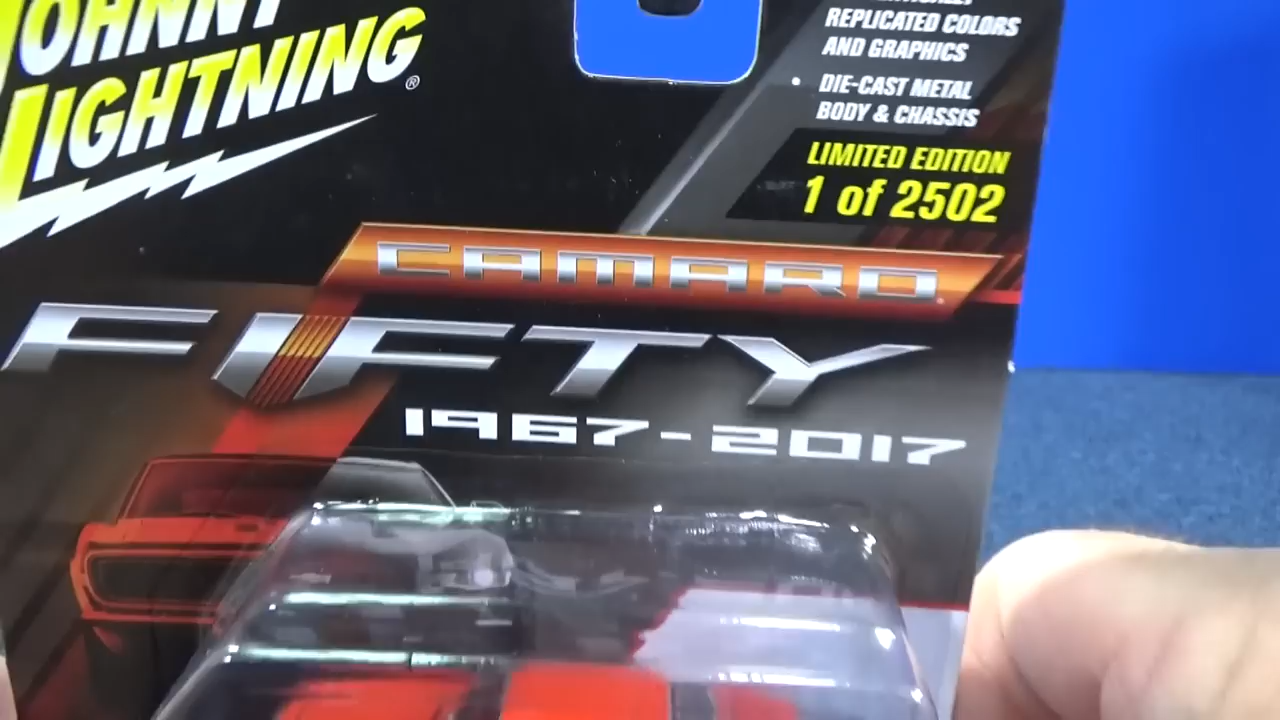 JOHNNY
LIGHTNING®
REPLICATED COLORS
AND GRAPHICS
• DIE-CAST METAL
BODY & CHASSIS
LIMITED EDITION
1 of 2502
CAMARO
FIFTY
1967-2017